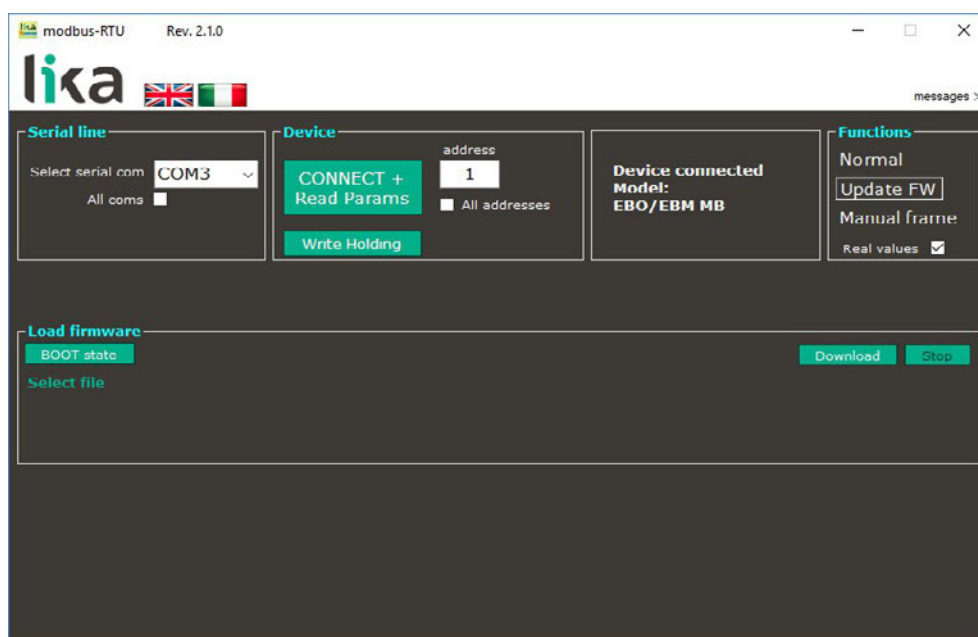 lika modbus-RTU Rev. 2.1.0
lika
messages >
Serial line
Select serial com COM3
All coms
Device
address
CONNECT +
Read Params
1
All addresses
Write Holding
Device connected
Model:
EBO/EBM MB
Functions
Normal
Update FW
Manual frame
Real values
Load firmware
BOOT state
Download
Stop
Select file